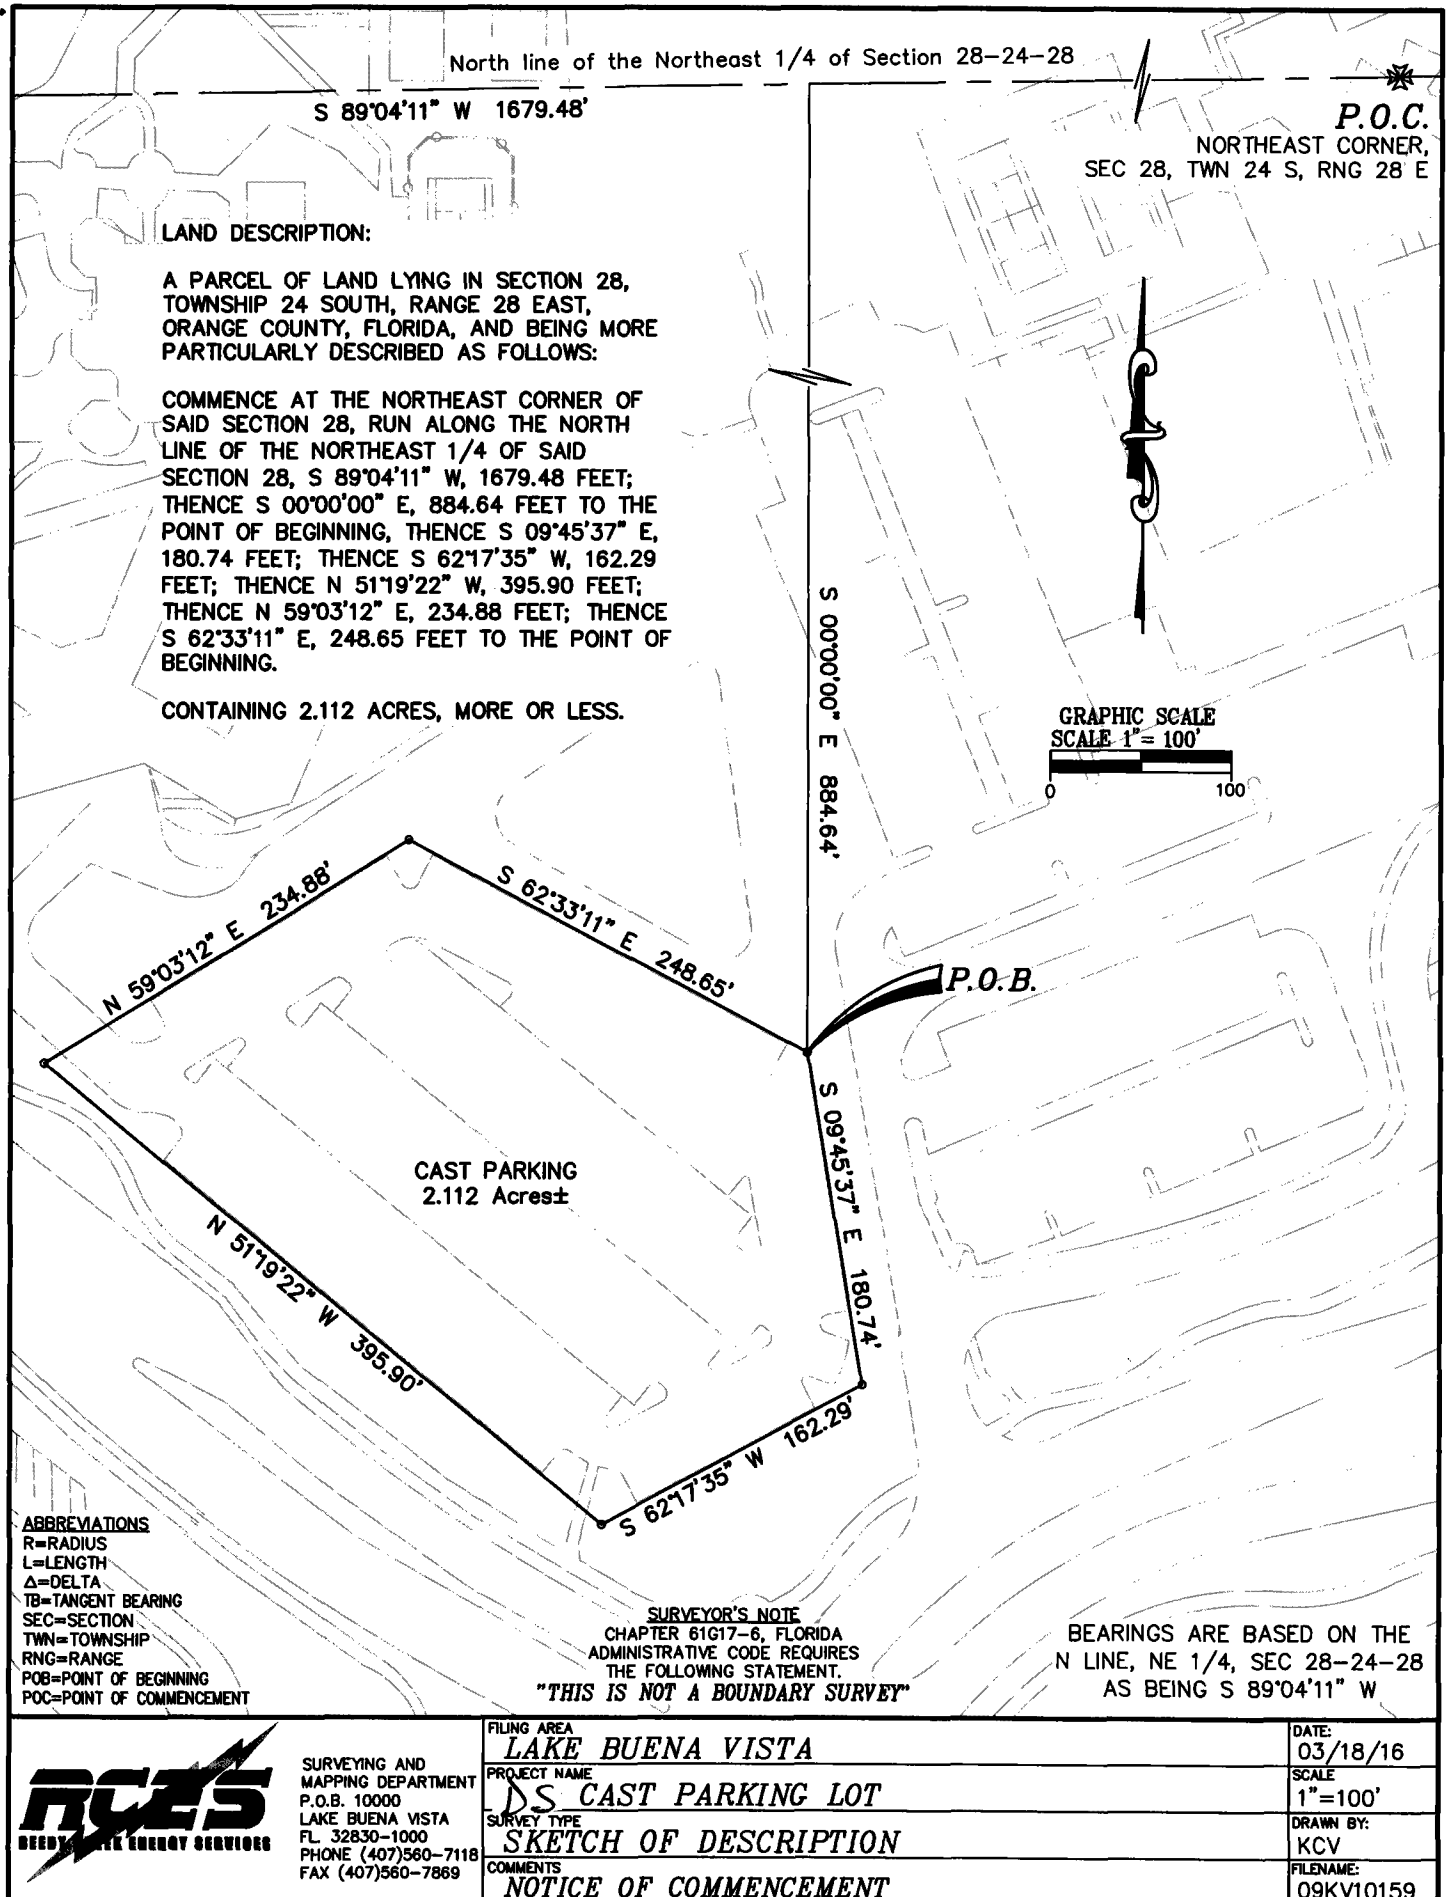 North line of the Northeast 1/4 of Section 28-24-28
S 89°04'11" W 1679.48'
P.O.C.
NORTHEAST CORNER,
SEC 28, TWN 24 S, RNG 28 E
LAND DESCRIPTION:
A PARCEL OF LAND LYING IN SECTION 28,
TOWNSHIP 24 SOUTH, RANGE 28 EAST,
ORANGE COUNTY, FLORIDA, AND BEING MORE
PARTICULARLY DESCRIBED AS FOLLOWS:
COMMENCE AT THE NORTHEAST CORNER OF
SAID SECTION 28, RUN ALONG THE NORTH
LINE OF THE NORTHEAST 1/4 OF SAID
SECTION 28, S 89°04'11" W, 1679.48 FEET;
THENCE S 00°00'00" E, 884.64 FEET TO THE
POINT OF BEGINNING, THENCE S 09°45'37" E,
180.74 FEET; THENCE S 62°17'35" W, 162.29
FEET; THENCE N 51°19'22" W, 395.90 FEET;
THENCE N 59°03'12" E, 234.88 FEET; THENCE
S 62°33'11" E, 248.65 FEET TO THE POINT OF
BEGINNING.
CONTAINING 2.112 ACRES, MORE OR LESS.
S 00°00'00" E 884.64'
GRAPHIC SCALE
SCALE 1"= 100'
0 100
N 59°03'12" E 234.88'
S 62°33'11" E 248.65'
P.O.B.
S 09°45'37" E 180.74'
CAST PARKING
2.112 Acres±
N 51°19'22" W 395.90'
S 62°17'35" W 162.29'
ABBREVIATIONS
R=RADIUS
L=LENGTH
Δ=DELTA
TB=TANGENT BEARING
SEC=SECTION
TWN=TOWNSHIP
RNG=RANGE
POB=POINT OF BEGINNING
POC=POINT OF COMMENCEMENT
SURVEYOR'S NOTE
CHAPTER 61G17-6, FLORIDA
ADMINISTRATIVE CODE REQUIRES
THE FOLLOWING STATEMENT.
"THIS IS NOT A BOUNDARY SURVEY"
BEARINGS ARE BASED ON THE
N LINE, NE 1/4, SEC 28-24-28
AS BEING S 89°04'11" W
RCES
REEDY CREEK ENERGY SERVICES
SURVEYING AND
MAPPING DEPARTMENT
P.O.B. 10000
LAKE BUENA VISTA
FL 32830-1000
PHONE (407)560-7118
FAX (407)560-7869
FILING AREA
LAKE BUENA VISTA
PROJECT NAME
DS CAST PARKING LOT
SURVEY TYPE
SKETCH OF DESCRIPTION
COMMENTS
NOTICE OF COMMENCEMENT
DATE:
03/18/16
SCALE
1"=100'
DRAWN BY:
KCV
FILENAME:
09KV10159